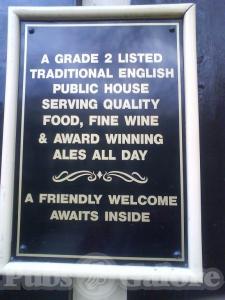 A GRADE 2 LISTED
TRADITIONAL ENGLISH
PUBLIC HOUSE
SERVING QUALITY
FOOD, FINE WINE
& AWARD WINNING
ALES ALL DAY
A FRIENDLY WELCOME
AWAITS INSIDE
Pubs Galore